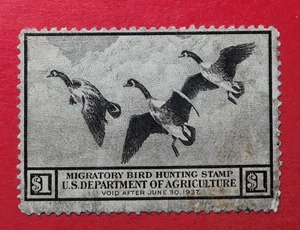 MIGRATORY BIRD HUNTING STAMP
$1 U.S. DEPARTMENT OF AGRICULTURE $1
VOID AFTER JUNE 30, 1937.